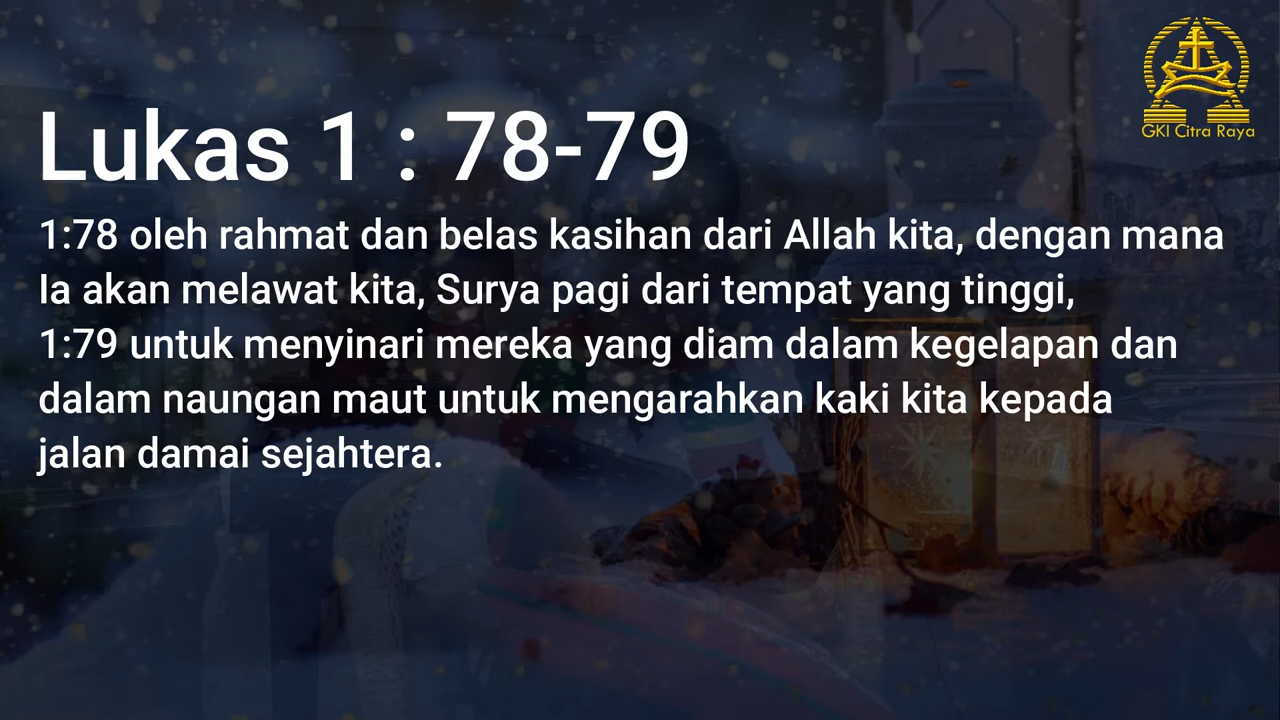 GKI Citra Raya
Lukas 1 : 78-79
1:78 oleh rahmat dan belas kasihan dari Allah kita, dengan mana
Ia akan melawat kita, Surya pagi dari tempat yang tinggi,
1:79 untuk menyinari mereka yang diam dalam kegelapan dan
dalam naungan maut untuk mengarahkan kaki kita kepada
jalan damai sejahtera.